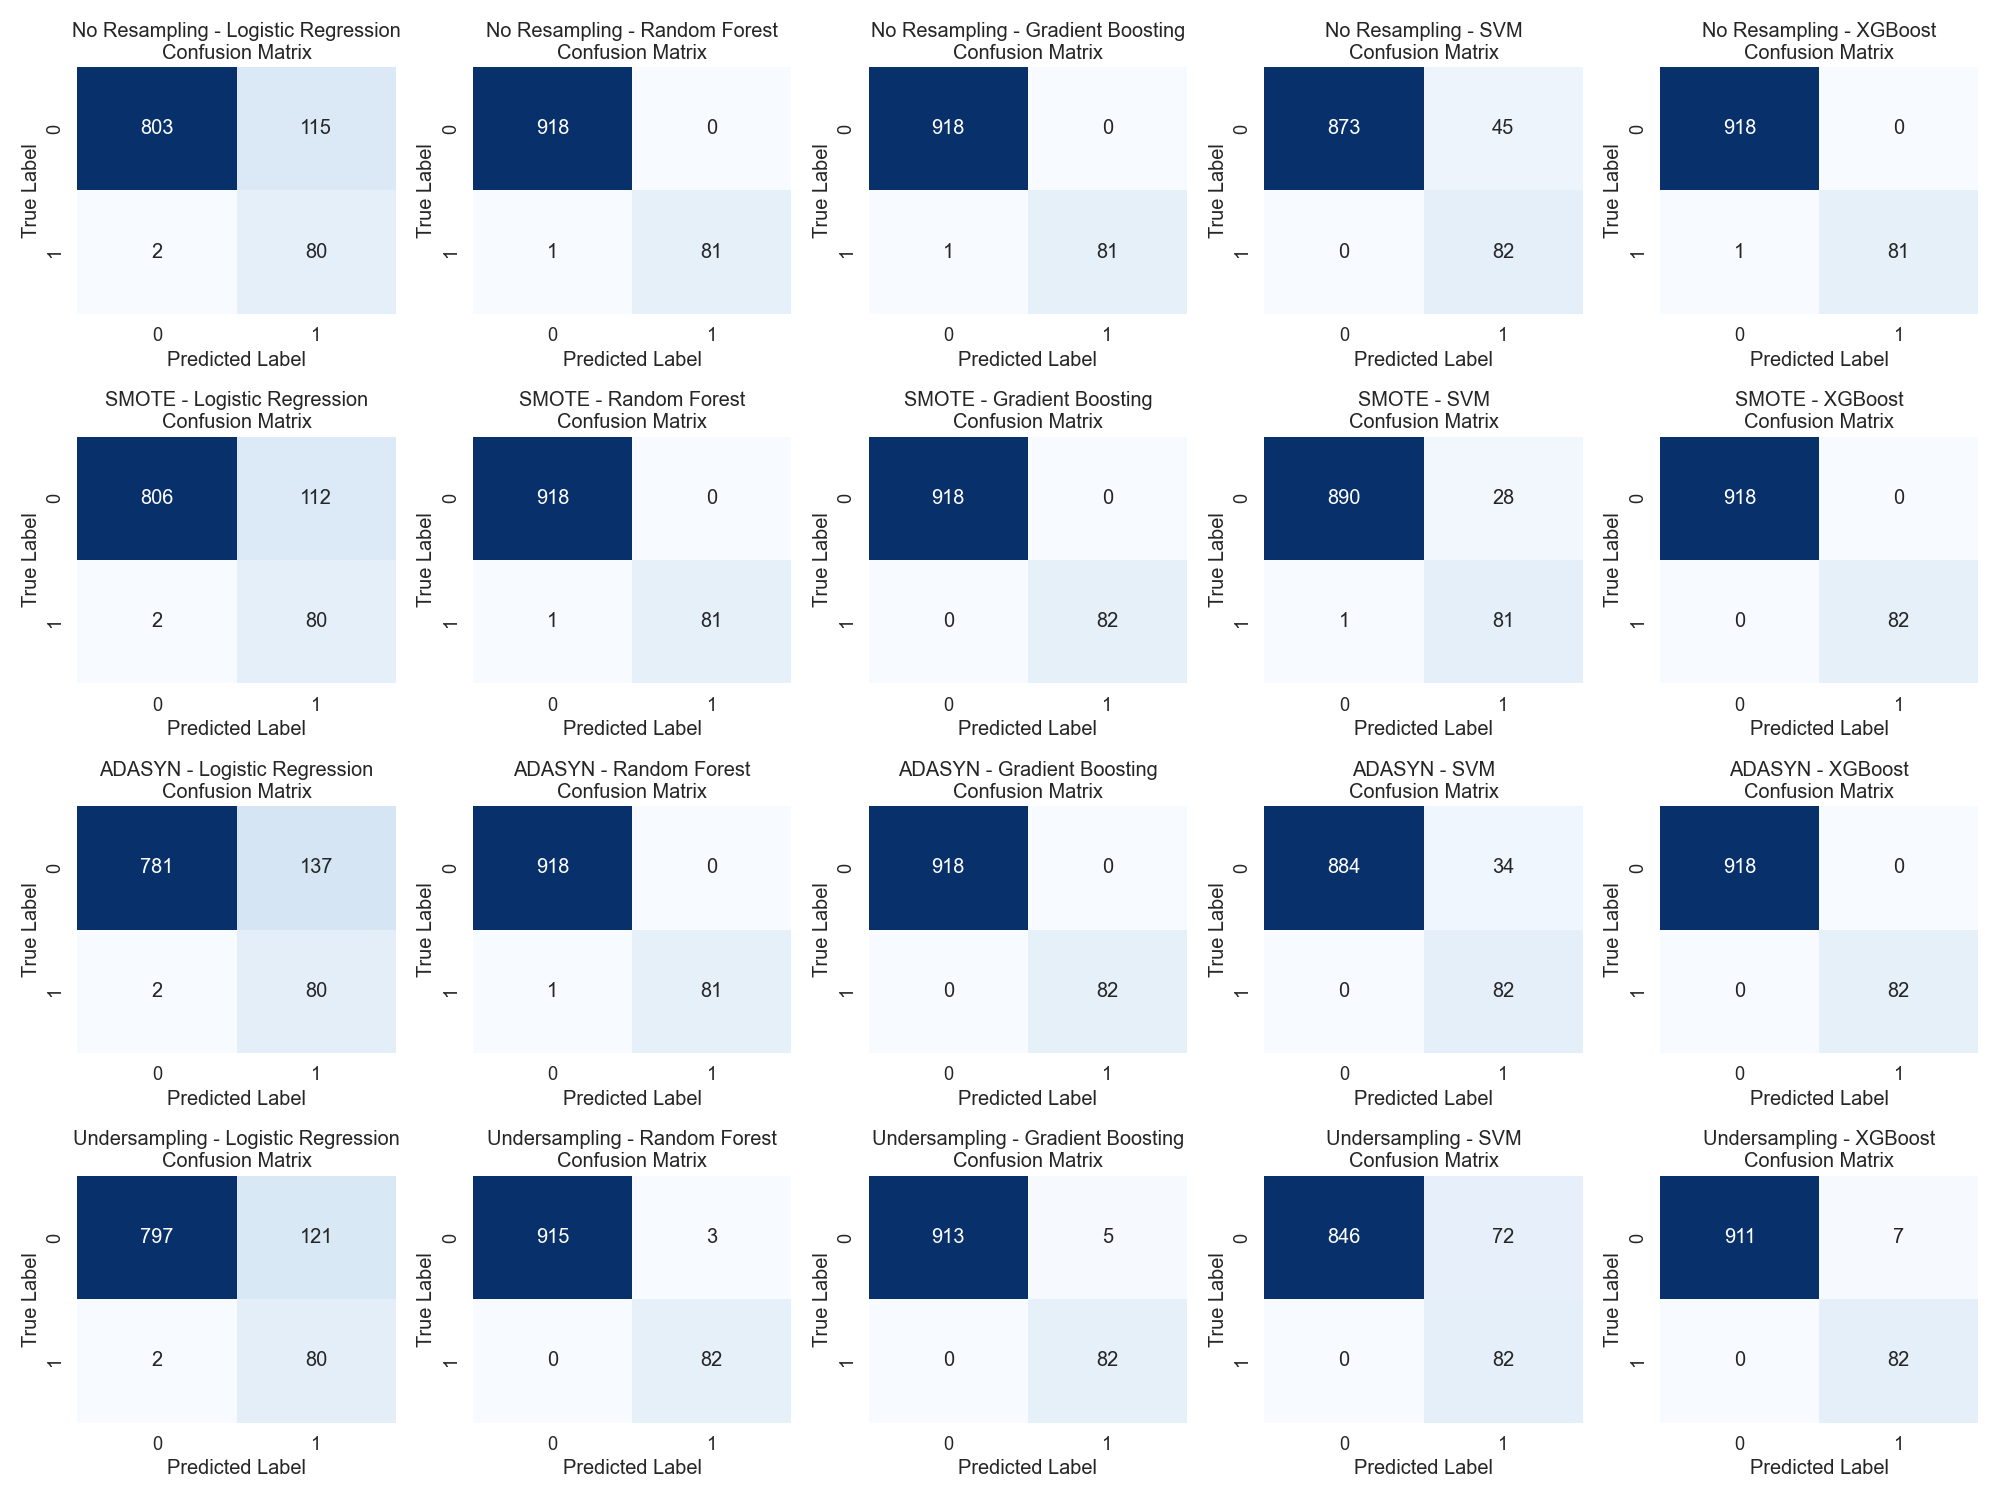 No Resampling - Logistic Regression
Confusion Matrix
True Label
0
1
803
115
2
80
0
1
Predicted Label
No Resampling - Random Forest
Confusion Matrix
True Label
0
1
918
0
1
81
0
1
Predicted Label
No Resampling - Gradient Boosting
Confusion Matrix
True Label
0
1
918
0
1
81
0
1
Predicted Label
No Resampling - SVM
Confusion Matrix
True Label
0
1
873
45
0
82
0
1
Predicted Label
No Resampling - XGBoost
Confusion Matrix
True Label
0
1
918
0
1
81
0
1
Predicted Label
SMOTE - Logistic Regression
Confusion Matrix
True Label
0
1
806
112
2
80
0
1
Predicted Label
SMOTE - Random Forest
Confusion Matrix
True Label
0
1
918
0
1
81
0
1
Predicted Label
SMOTE - Gradient Boosting
Confusion Matrix
True Label
0
1
918
0
0
82
0
1
Predicted Label
SMOTE - SVM
Confusion Matrix
True Label
0
1
890
28
1
81
0
1
Predicted Label
SMOTE - XGBoost
Confusion Matrix
True Label
0
1
918
0
0
82
0
1
Predicted Label
ADASYN - Logistic Regression
Confusion Matrix
True Label
0
1
781
137
2
80
0
1
Predicted Label
ADASYN - Random Forest
Confusion Matrix
True Label
0
1
918
0
1
81
0
1
Predicted Label
ADASYN - Gradient Boosting
Confusion Matrix
True Label
0
1
918
0
0
82
0
1
Predicted Label
ADASYN - SVM
Confusion Matrix
True Label
0
1
884
34
0
82
0
1
Predicted Label
ADASYN - XGBoost
Confusion Matrix
True Label
0
1
918
0
0
82
0
1
Predicted Label
Undersampling - Logistic Regression
Confusion Matrix
True Label
0
1
797
121
2
80
0
1
Predicted Label
Undersampling - Random Forest
Confusion Matrix
True Label
0
1
915
3
0
82
0
1
Predicted Label
Undersampling - Gradient Boosting
Confusion Matrix
True Label
0
1
913
5
0
82
0
1
Predicted Label
Undersampling - SVM
Confusion Matrix
True Label
0
1
846
72
0
82
0
1
Predicted Label
Undersampling - XGBoost
Confusion Matrix
True Label
0
1
911
7
0
82
0
1
Predicted Label